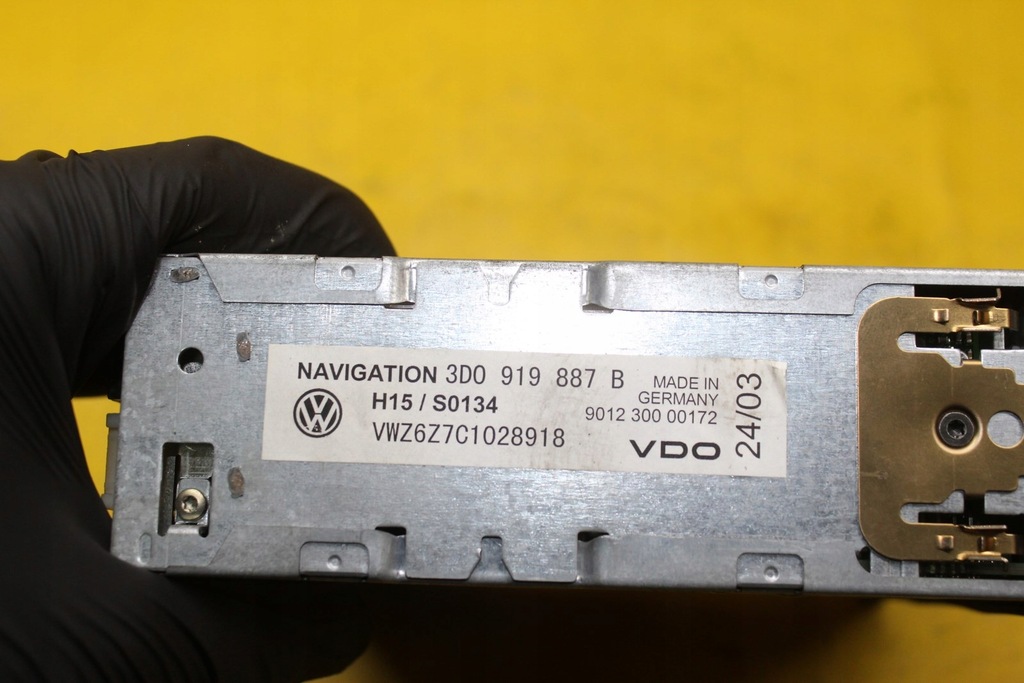 NAVIGATION 3D0 919 887 B
H15 / S0134
VWZ6Z7C1028918
MADE IN
GERMANY
9012 300 00172
VDO
24/03